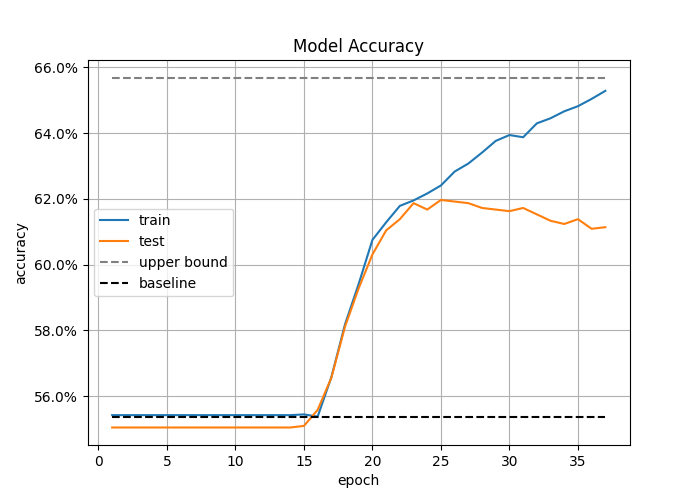 Model Accuracy
66.0%
64.0%
62.0%
60.0%
58.0%
56.0%
accuracy
train
test
upper bound
baseline
0 5 10 15 20 25 30 35
epoch